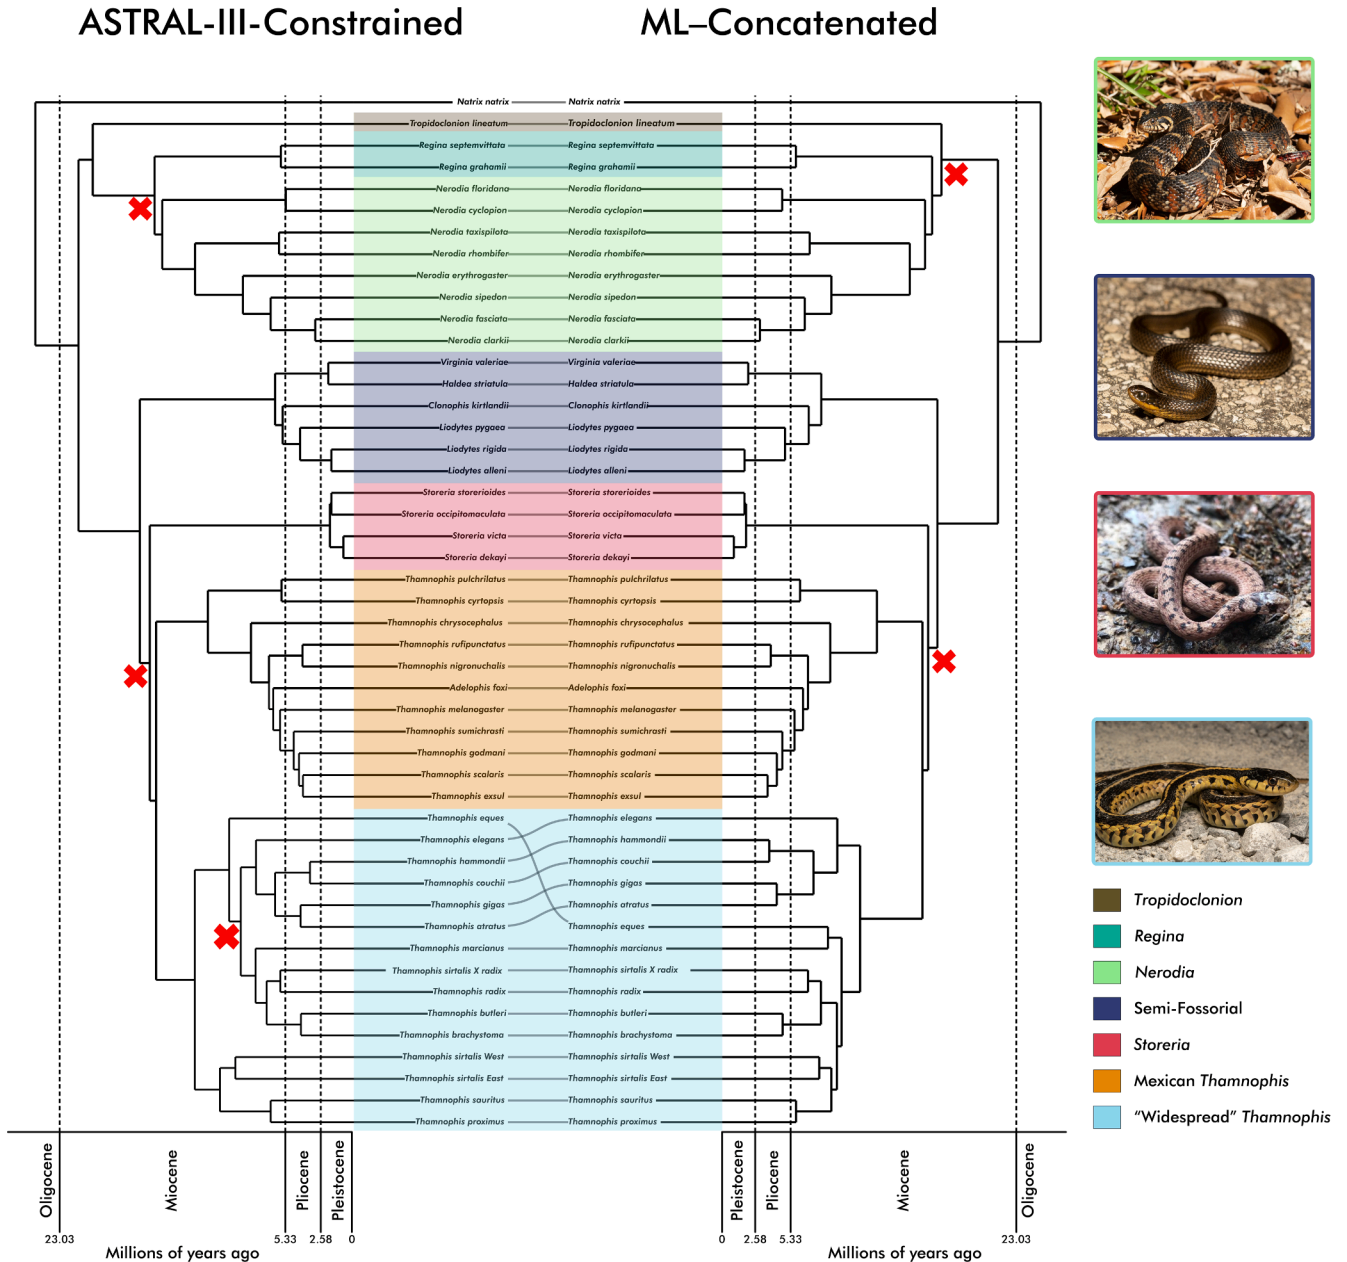 ASTRAL-III-Constrained ML–Concatenated
Natrix natrix Natrix natrix
Tropidoclonion lineatum Tropidoclonion lineatum
Regina septemvittata Regina septemvittata
Regina grahamii Regina grahamii
Nerodia floridana Nerodia floridana
Nerodia cyclopion Nerodia cyclopion
Nerodia taxispilota Nerodia taxispilota
Nerodia rhombifer Nerodia rhombifer
Nerodia erythrogaster Nerodia erythrogaster
Nerodia sipedon Nerodia sipedon
Nerodia fasciata Nerodia fasciata
Nerodia clarkii Nerodia clarkii
Virginia valeriae Virginia valeriae
Haldea striatula Haldea striatula
Clonophis kirtlandii Clonophis kirtlandii
Liodytes pygaea Liodytes pygaea
Liodytes rigida Liodytes rigida
Liodytes alleni Liodytes alleni
Storeria storerioides Storeria storerioides
Storeria occipitomaculata Storeria occipitomaculata
Storeria victa Storeria victa
Storeria dekayi Storeria dekayi
Thamnophis pulchrilatus Thamnophis pulchrilatus
Thamnophis cyrtopsis Thamnophis cyrtopsis
Thamnophis chrysocephalus Thamnophis chrysocephalus
Thamnophis rufipunctatus Thamnophis rufipunctatus
Thamnophis nigronuchalis Thamnophis nigronuchalis
Adelophis foxi Adelophis foxi
Thamnophis melanogaster Thamnophis melanogaster
Thamnophis sumichrasti Thamnophis sumichrasti
Thamnophis godmani Thamnophis godmani
Thamnophis scalaris Thamnophis scalaris
Thamnophis exsul Thamnophis exsul
Thamnophis eques Thamnophis elegans
Thamnophis elegans Thamnophis hammondii
Thamnophis hammondii Thamnophis couchii
Thamnophis couchii Thamnophis gigas
Thamnophis gigas Thamnophis atratus
Thamnophis atratus Thamnophis eques
Thamnophis marcianus Thamnophis marcianus
Thamnophis sirtalis X radix Thamnophis sirtalis X radix
Thamnophis radix Thamnophis radix
Thamnophis butleri Thamnophis butleri
Thamnophis brachystoma Thamnophis brachystoma
Thamnophis sirtalis West Thamnophis sirtalis West
Thamnophis sirtalis East Thamnophis sirtalis East
Thamnophis sauritus Thamnophis sauritus
Thamnophis proximus Thamnophis proximus
Oligocene Miocene Pliocene Pleistocene Pleistocene Pliocene Miocene Oligocene
23.03 5.33 2.58 0 0 2.58 5.33 23.03
Millions of years ago Millions of years ago
Tropidoclonion
Regina
Nerodia
Semi-Fossorial
Storeria
Mexican Thamnophis
“Widespread” Thamnophis